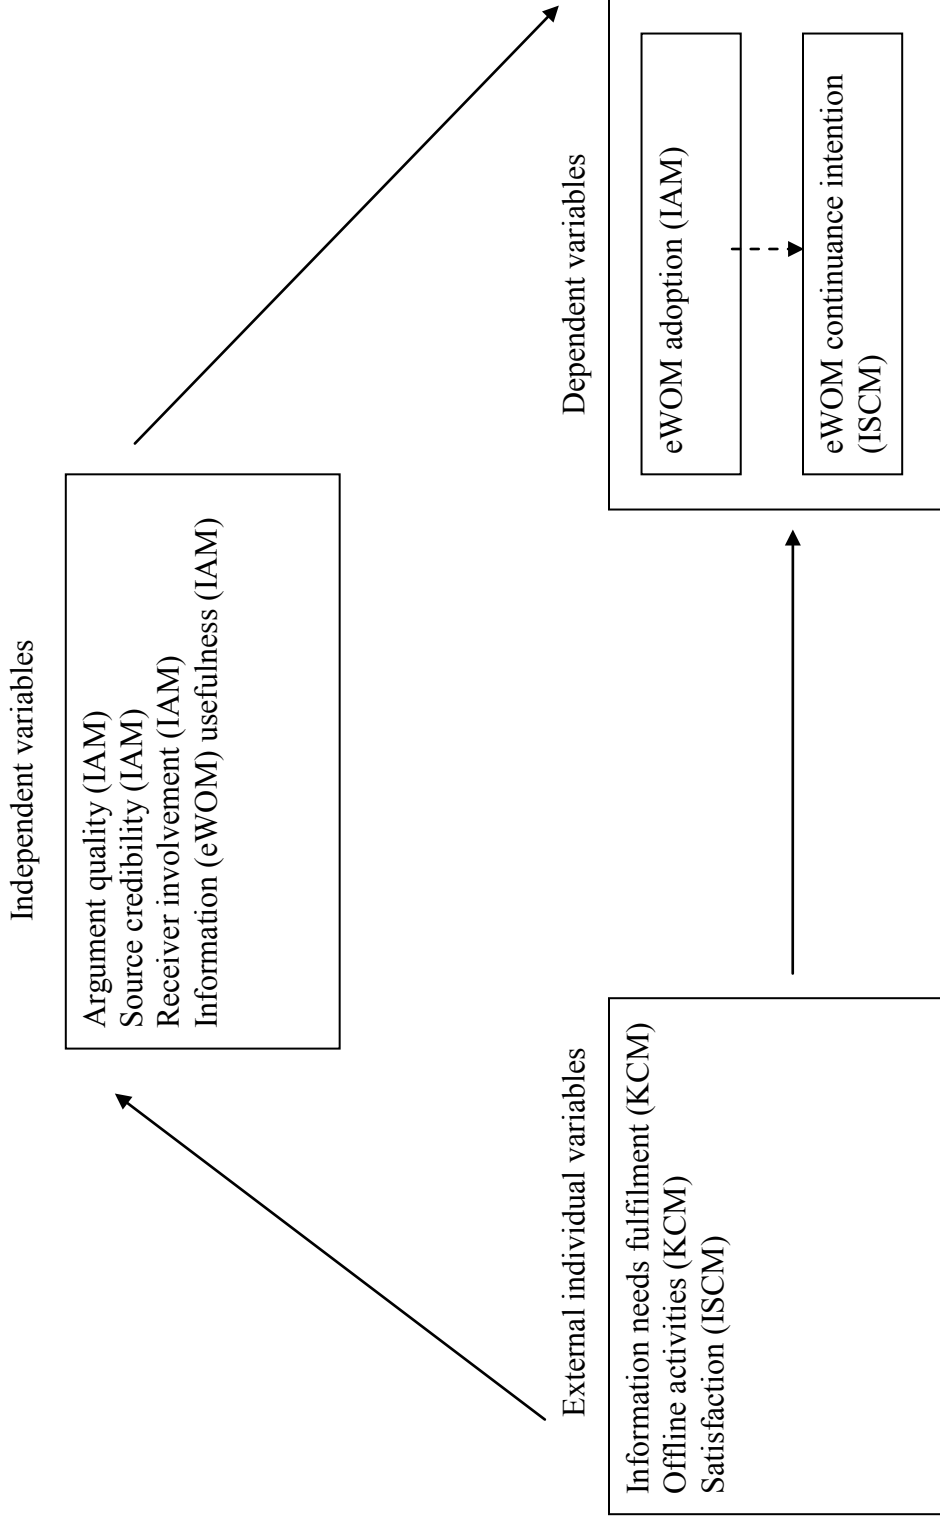 Independent variables
Argument quality (IAM)
Source credibility (IAM)
Receiver involvement (IAM)
Information (eWOM) usefulness (IAM)
External individual variables
Information needs fulfilment (KCM)
Offline activities (KCM)
Satisfaction (ISCM)
Dependent variables
eWOM adoption (IAM)
eWOM continuance intention
(ISCM)